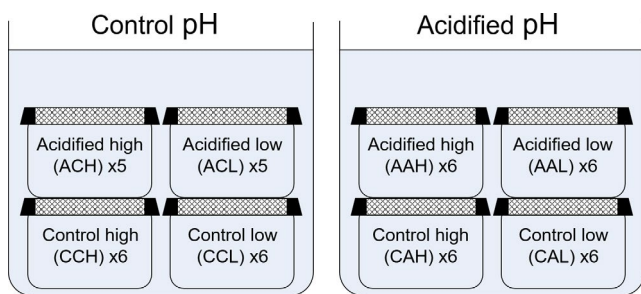 Control pH
Acidified pH
Acidified high
(ACH) x5
Acidified low
(ACL) x5
Acidified high
(AAH) x6
Acidified low
(AAL) x6
Control high
(CCH) x6
Control low
(CCL) x6
Control high
(CAH) x6
Control low
(CAL) x6